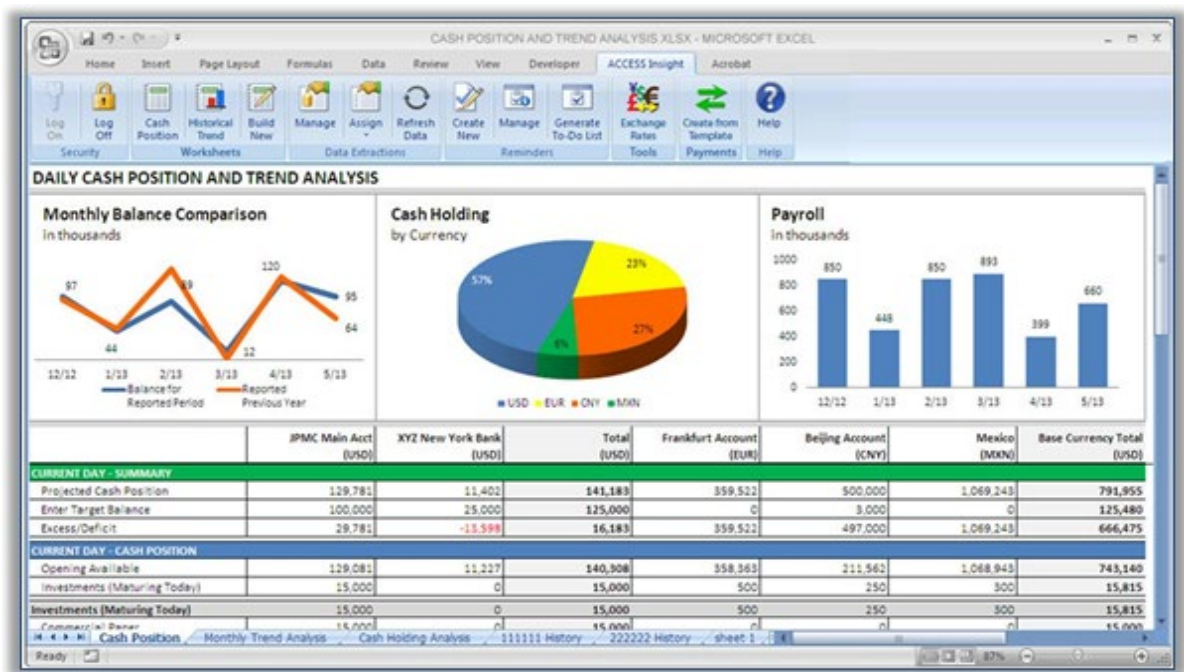 CASH POSITION AND TREND ANALYSIS XLSX - MICROSOFT EXCEL
Home Insert Page Layout Formulas Data Review View Developer ACCESS Insight Acrobat
Log On Log Off Cash Position Historical Trend Build New Manage Assign Refresh Data Create New Manage Generate To-Do List Exchange Rates Create from Template Help
Security Worksheets Data Extractions Reminders Tools Payments Help
DAILY CASH POSITION AND TREND ANALYSIS
Monthly Balance Comparison
in thousands
97 89 120 95
64
44 12
12/12 1/13 2/13 3/13 4/13 5/13
Balance for Reported Period Reported Previous Year
Cash Holding
by Currency
57% 23%
27%
6%
USD EUR CNY MXN
Payroll
in thousands
1000
800
600
400
200
0
850 448 850 893 399 660
12/12 1/13 2/13 3/13 4/13 5/13
JPMC Main Acct (USD) XYZ New York Bank (USD) Total (USD) Frankfurt Account (EUR) Beijing Account (CNY) Mexico (MXN) Base Currency Total (USD)
CURRENT DAY - SUMMARY
Projected Cash Position 129,781 11,402 141,183 359,522 500,000 1,069,243 791,955
Enter Target Balance 100,000 25,000 125,000 0 3,000 0 125,480
Excess/Deficit 29,781 -13,598 16,183 359,522 497,000 1,069,243 666,475
CURRENT DAY - CASH POSITION
Opening Available 129,081 11,227 140,308 358,363 211,562 1,068,943 743,140
Investments (Maturing Today) 15,000 0 15,000 500 250 300 15,815
Investments (Maturing Today) 15,000 0 15,000 500 250 300 15,815
Commercial Paper 15,000 0 15,000 0 0 0 15,000
Cash Position Monthly Trend Analysis Cash Holding Analysis 111111 History 222222 History sheet 1
Ready 87%